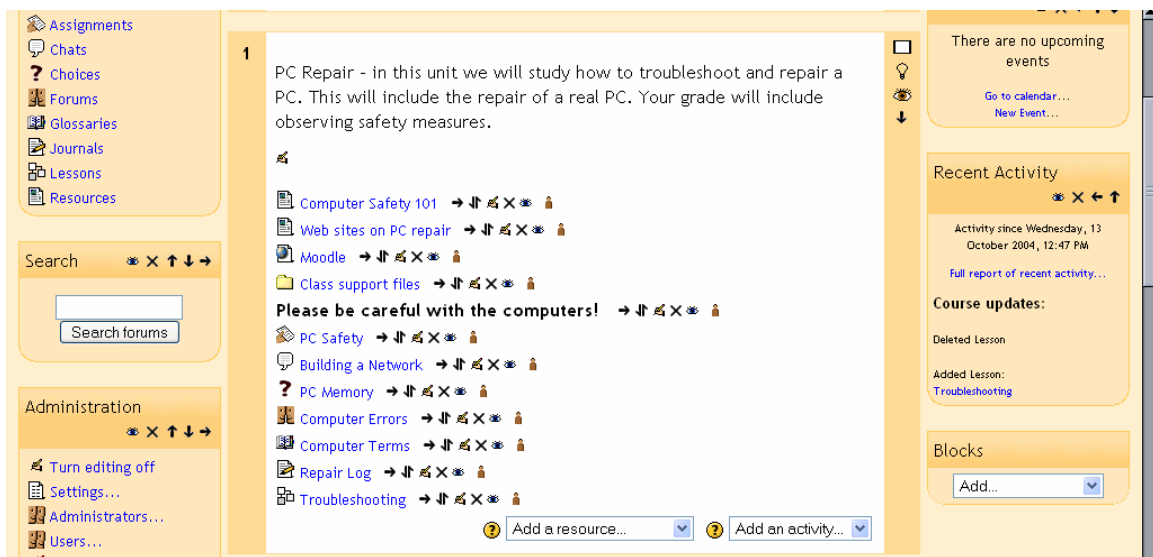 Assignments
Chats
Choices
Forums
Glossaries
Journals
Lessons
Resources
Search
Search forums
Administration
Turn editing off
Settings...
Administrators...
Users...
1
PC Repair - in this unit we will study how to troubleshoot and repair a
PC. This will include the repair of a real PC. Your grade will include
observing safety measures.
Computer Safety 101
Web sites on PC repair
Moodle
Class support files
Please be careful with the computers!
PC Safety
Building a Network
PC Memory
Computer Errors
Computer Terms
Repair Log
Troubleshooting
Add a resource...
Add an activity...
There are no upcoming
events
Go to calendar...
New Event...
Recent Activity
Activity since Wednesday, 13
October 2004, 12:47 PM
Full report of recent activity...
Course updates:
Deleted Lesson
Added Lesson:
Troubleshooting
Blocks
Add...